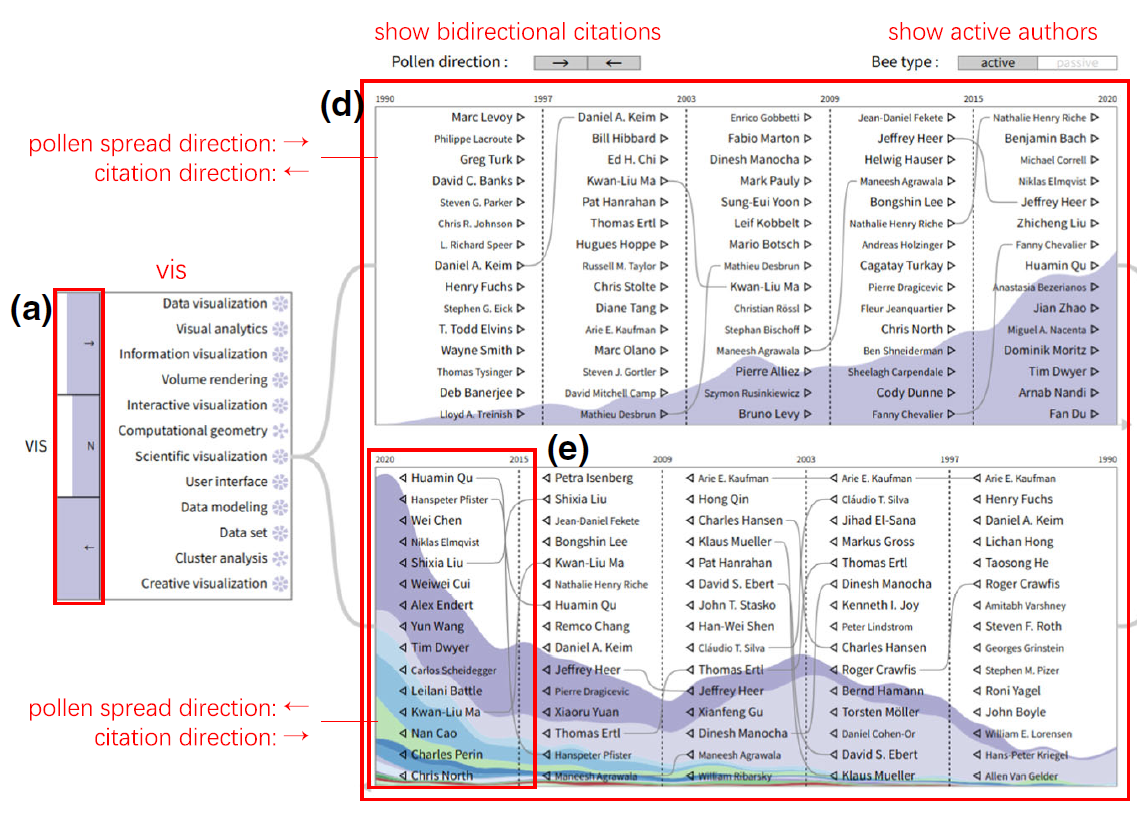 show bidirectional citations
show active authors
Pollen direction : → ←
Bee type : active passive
(d)
1990 1997 2003 2009 2015 2020
pollen spread direction: →
citation direction: ←
Marc Levoy
Philippe Lacroute
Greg Turk
David C. Banks
Steven G. Parker
Chris R. Johnson
L. Richard Speer
Daniel A. Keim
Henry Fuchs
Stephen G. Eick
T. Todd Elvins
Wayne Smith
Thomas Tysinger
Deb Banerjee
Lloyd A. Treinish
Daniel A. Keim
Bill Hibbard
Ed H. Chi
Kwan-Liu Ma
Pat Hanrahan
Thomas Ertl
Hugues Hoppe
Russell M. Taylor
Chris Stolte
Diane Tang
Arie E. Kaufman
Marc Olano
Steven J. Gortler
David Mitchell Camp
Mathieu Desbrun
Enrico Gobbetti
Fabio Marton
Dinesh Manocha
Mark Pauly
Sung-Eui Yoon
Leif Kobbelt
Mario Botsch
Mathieu Desbrun
Kwan-Liu Ma
Christian Rössl
Stephan Bischoff
Maneesh Agrawala
Pierre Alliez
Szymon Rusinkiewicz
Bruno Levy
Jean-Daniel Fekete
Jeffrey Heer
Helwig Hauser
Maneesh Agrawala
Bongshin Lee
Nathalie Henry Riche
Andreas Holzinger
Cagatay Turkay
Pierre Dragicevic
Fleur Jeanquartier
Chris North
Ben Shneiderman
Sheelagh Carpendale
Cody Dunne
Fanny Chevalier
Nathalie Henry Riche
Benjamin Bach
Michael Correll
Niklas Elmqvist
Jeffrey Heer
Zhicheng Liu
Fanny Chevalier
Huamin Qu
Anastasia Bezerianos
Jian Zhao
Miguel A. Nacenta
Dominik Moritz
Tim Dwyer
Arnab Nandi
Fan Du
vis
(a)
→
VIS N
←
Data visualization
Visual analytics
Information visualization
Volume rendering
Interactive visualization
Computational geometry
Scientific visualization
User interface
Data modeling
Data set
Cluster analysis
Creative visualization
(e)
2020 2015 2009 2003 1997 1990
pollen spread direction: ←
citation direction: →
Huamin Qu
Hanspeter Pfister
Wei Chen
Niklas Elmqvist
Shixia Liu
Weiwei Cui
Alex Endert
Yun Wang
Tim Dwyer
Carlos Scheidegger
Leilani Battle
Kwan-Liu Ma
Nan Cao
Charles Perin
Chris North
Petra Isenberg
Shixia Liu
Jean-Daniel Fekete
Bongshin Lee
Kwan-Liu Ma
Nathalie Henry Riche
Huamin Qu
Remco Chang
Daniel A. Keim
Jeffrey Heer
Pierre Dragicevic
Xiaoru Yuan
Thomas Ertl
Hanspeter Pfister
Maneesh Agrawala
Arie E. Kaufman
Hong Qin
Charles Hansen
Klaus Mueller
Pat Hanrahan
David S. Ebert
John T. Stasko
Han-Wei Shen
Cláudio T. Silva
Thomas Ertl
Jeffrey Heer
Xianfeng Gu
Dinesh Manocha
Maneesh Agrawala
William Ribarsky
Arie E. Kaufman
Cláudio T. Silva
Jihad El-Sana
Markus Gross
Thomas Ertl
Dinesh Manocha
Kenneth I. Joy
Peter Lindstrom
Charles Hansen
Roger Crawfis
Bernd Hamann
Torsten Möller
Daniel Cohen-Or
David S. Ebert
Klaus Mueller
Arie E. Kaufman
Henry Fuchs
Daniel A. Keim
Lichan Hong
Taosong He
Roger Crawfis
Amitabh Varshney
Steven F. Roth
Georges Grinstein
Stephen M. Pizer
Roni Yagel
John Boyle
William E. Lorensen
Hans-Peter Kriegel
Allen Van Gelder